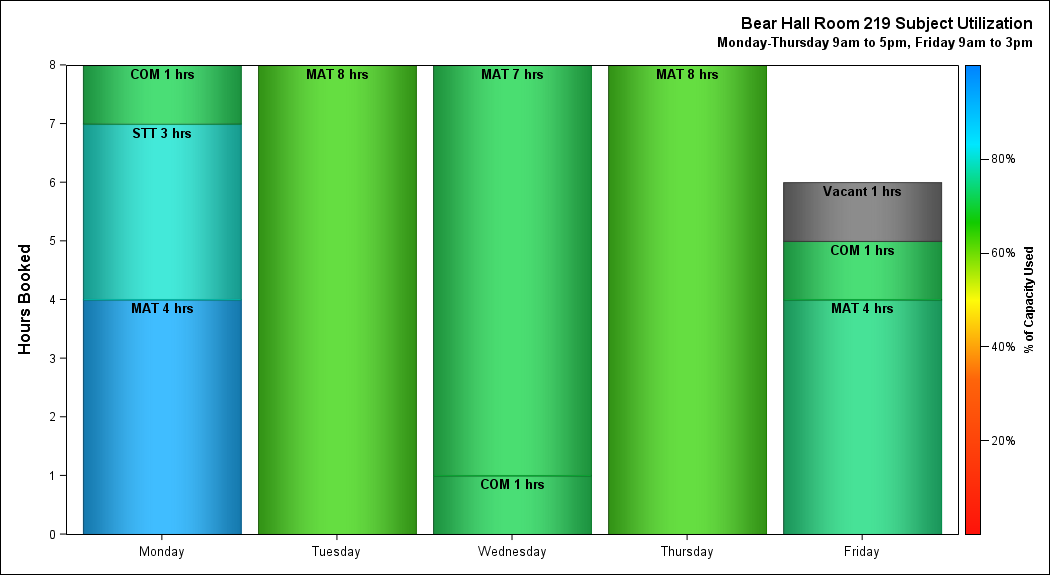 Bear Hall Room 219 Subject Utilization
Monday-Thursday 9am to 5pm, Friday 9am to 3pm
Hours Booked
8
7
6
5
4
3
2
1
0
COM 1 hrs
STT 3 hrs
MAT 4 hrs
MAT 8 hrs
MAT 7 hrs
COM 1 hrs
MAT 8 hrs
Vacant 1 hrs
COM 1 hrs
MAT 4 hrs
Monday
Tuesday
Wednesday
Thursday
Friday
80%
60%
40%
20%
% of Capacity Used